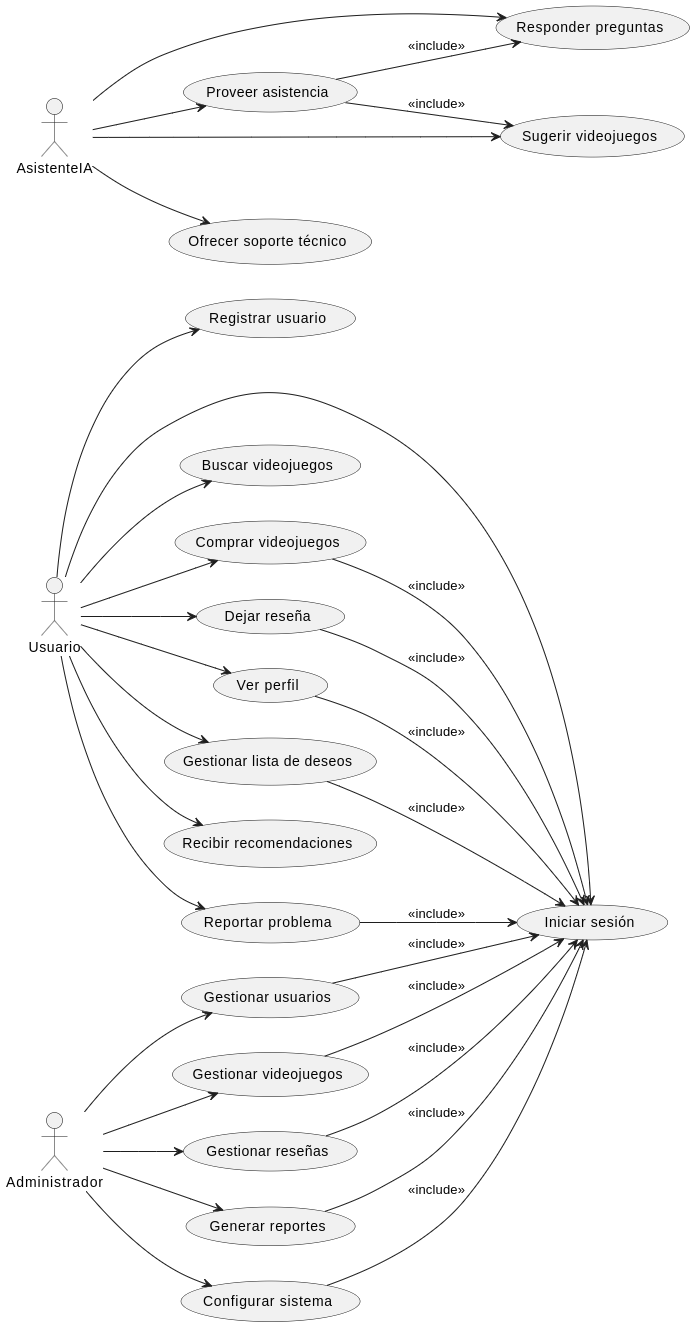 Responder preguntas
«include»
Proveer asistencia
«include»
Sugerir videojuegos
AsistenteIA
Ofrecer soporte técnico
Registrar usuario
Buscar videojuegos
Comprar videojuegos
«include»
Dejar reseña
Usuario
«include»
Ver perfil
«include»
Gestionar lista de deseos
«include»
Recibir recomendaciones
«include»
Reportar problema
Iniciar sesión
«include»
«include»
Gestionar usuarios
«include»
Gestionar videojuegos
«include»
Gestionar reseñas
Administrador
«include»
Generar reportes
Configurar sistema